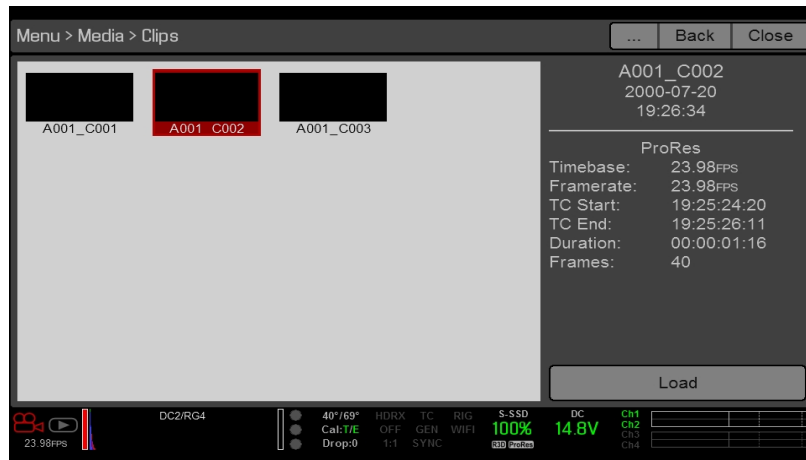 Menu > Media > Clips
... Back Close
A001_C001 A001_C002 A001_C003
A001_C002
2000-07-20
19:26:34
ProRes
Timebase: 23.98FPS
Framerate: 23.98FPS
TC Start: 19:25:24:20
TC End: 19:25:26:11
Duration: 00:00:01:16
Frames: 40
Load
DC2/RG4 40°/69° HDRX TC RIG S-SSD DC Ch1
Cal:T/E OFF GEN WIFI 100% 14.8V Ch2
23.98FPS Drop:0 1:1 SYNC R3D ProRes Ch3
Ch4